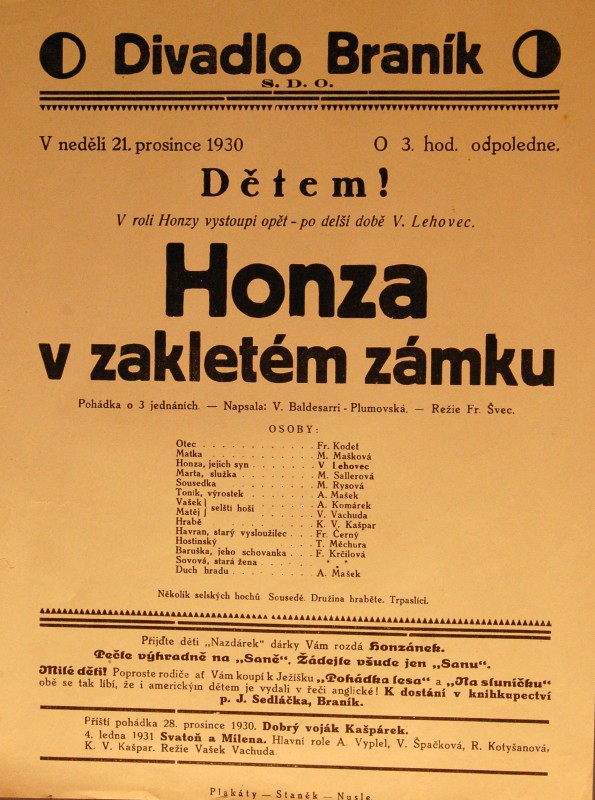 Divadlo Braník
S. D. O.
V neděli 21. prosince 1930 O 3. hod. odpoledne.
Dětem!
V roli Honzy vystoupí opět - po delší době V. Lehovec.
Honza
v zakletém zámku
Pohádka o 3 jednáních. — Napsala: V. Baldesarri - Plumovská. — Režie Fr. Švec.
OSOBY:
Otec . . . . . . . . . . . Fr. Kodet
Matka . . . . . . . . . . M. Mašková
Honza, jejich syn . . . . . . V Lehovec
Marta, služka . . . . . . . M. Sallerová
Sousedka . . . . . . . . . M. Rysová
Toník, výrostek . . . . . . . A. Mašek
Vašek } selští hoši . . . . . A. Komárek
Matěj } selští hoši . . . . . V. Vachuda
Hrabě . . . . . . . . . . K. V. Kašpar
Havran, starý vysloužilec . . . Fr. Černý
Hostinský . . . . . . . . . T. Měchura
Baruška, jeho schovanka . . . F. Krčilová
Sovová, stará žena . . . . . . * * *
Duch hradu . . . . . . . . A. Mašek
Několik selských hochů. Sousedé. Družina hraběte. Trpaslíci.
Přijďte děti „Nazdárek“ dárky Vám rozdá Honzánek.
Pečte výhradně na „Saně“. Žádejte všude jen „Sanu“.
Milé děti! Poproste rodiče ať Vám koupí k Ježíšku „Pohádka lesa“ a „Na sluníčku“
obě se tak líbí, že i americkým dětem je vydali v řeči anglické! K dostání v knihkupectví
p. J. Sedláčka, Braník.
Příští pohádka 28. prosince 1930. Dobrý voják Kašpárek.
4. ledna 1931 Svatoň a Milena. Hlavní role A. Vyplel, V. Špačková, R. Kotyšanová,
K. V. Kašpar. Režie Vašek Vachuda.
Plakáty — Staněk — Nusle